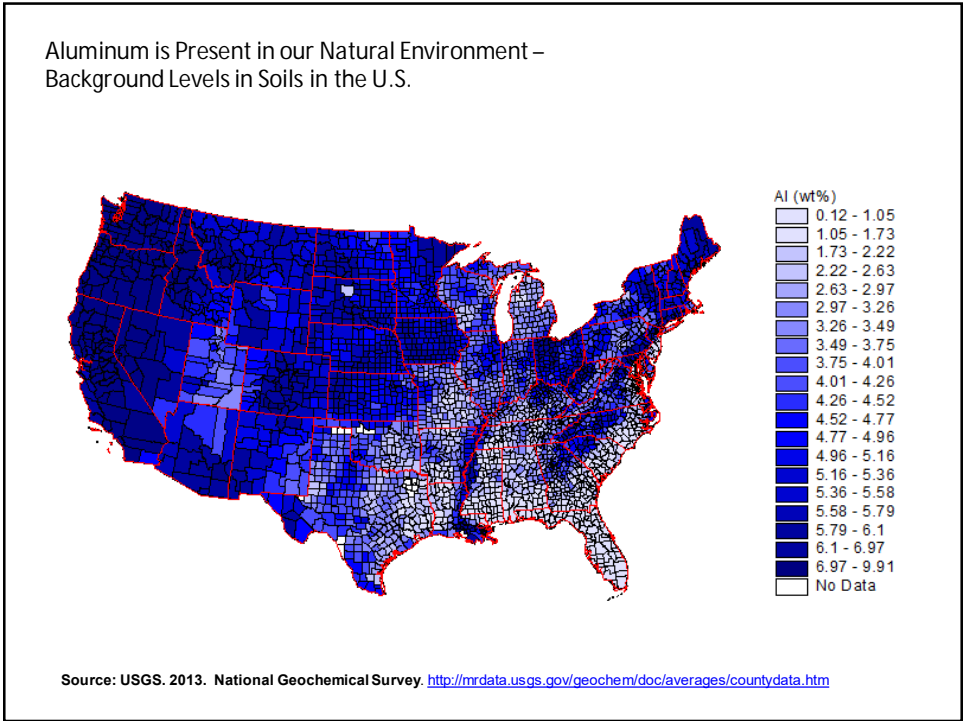 Aluminum is Present in our Natural Environment –
Background Levels in Soils in the U.S.
Al (wt%)
0.12 - 1.05
1.05 - 1.73
1.73 - 2.22
2.22 - 2.63
2.63 - 2.97
2.97 - 3.26
3.26 - 3.49
3.49 - 3.75
3.75 - 4.01
4.01 - 4.26
4.26 - 4.52
4.52 - 4.77
4.77 - 4.96
4.96 - 5.16
5.16 - 5.36
5.36 - 5.58
5.58 - 5.79
5.79 - 6.1
6.1 - 6.97
6.97 - 9.91
No Data
Source: USGS. 2013. National Geochemical Survey. http://mrdata.usgs.gov/geochem/doc/averages/countydata.htm